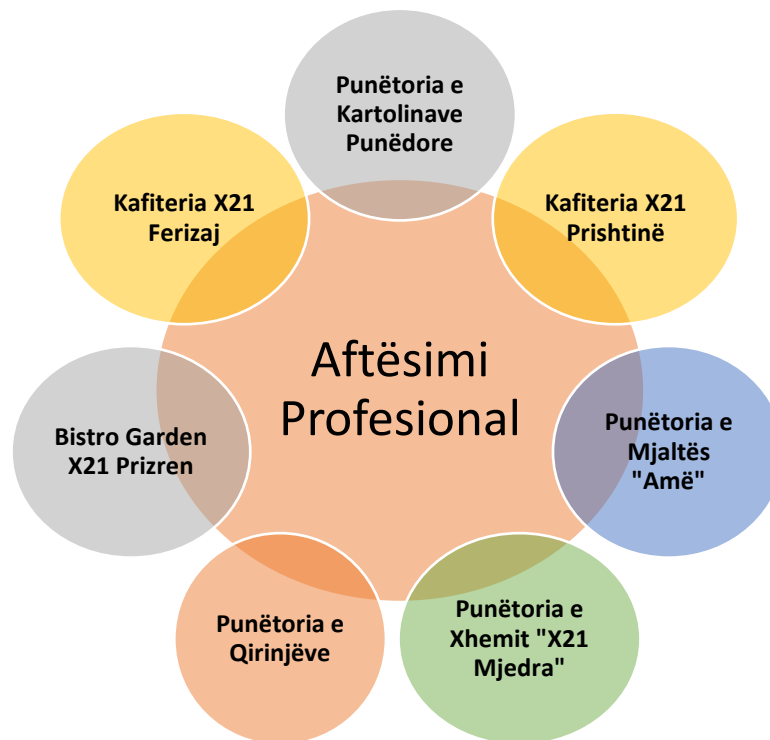 Punëtoria e
Kartolinave
Punëdore
Kafiteria X21
Ferizaj
Kafiteria X21
Prishtinë
Aftësimi
Profesional
Bistro Garden
X21 Prizren
Punëtoria e
Mjaltës
"Amë"
Punëtoria e
Qirinjëve
Punëtoria e
Xhemit "X21
Mjedra"